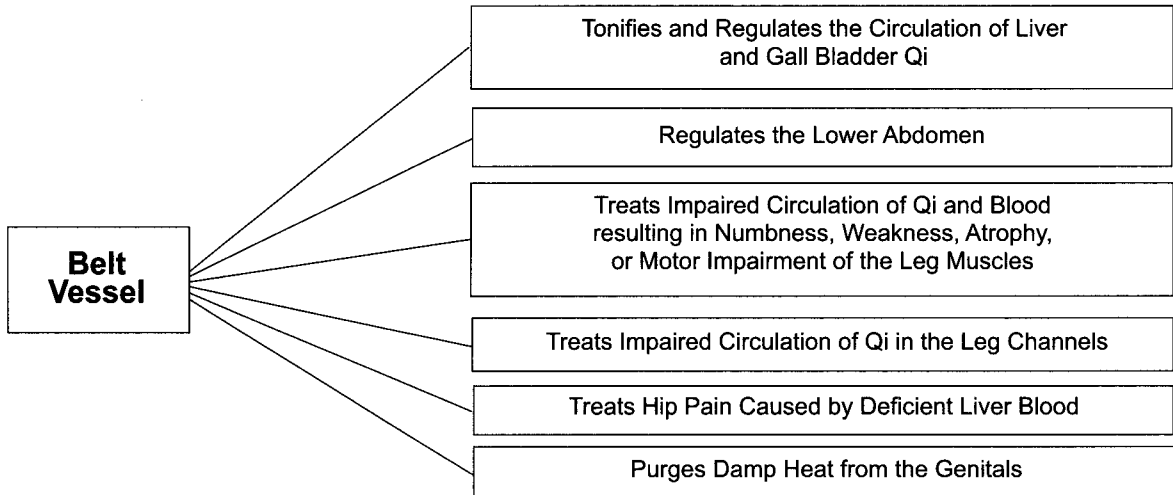 Belt
Vessel
Tonifies and Regulates the Circulation of Liver
and Gall Bladder Qi
Regulates the Lower Abdomen
Treats Impaired Circulation of Qi and Blood
resulting in Numbness, Weakness, Atrophy,
or Motor Impairment of the Leg Muscles
Treats Impaired Circulation of Qi in the Leg Channels
Treats Hip Pain Caused by Deficient Liver Blood
Purges Damp Heat from the Genitals